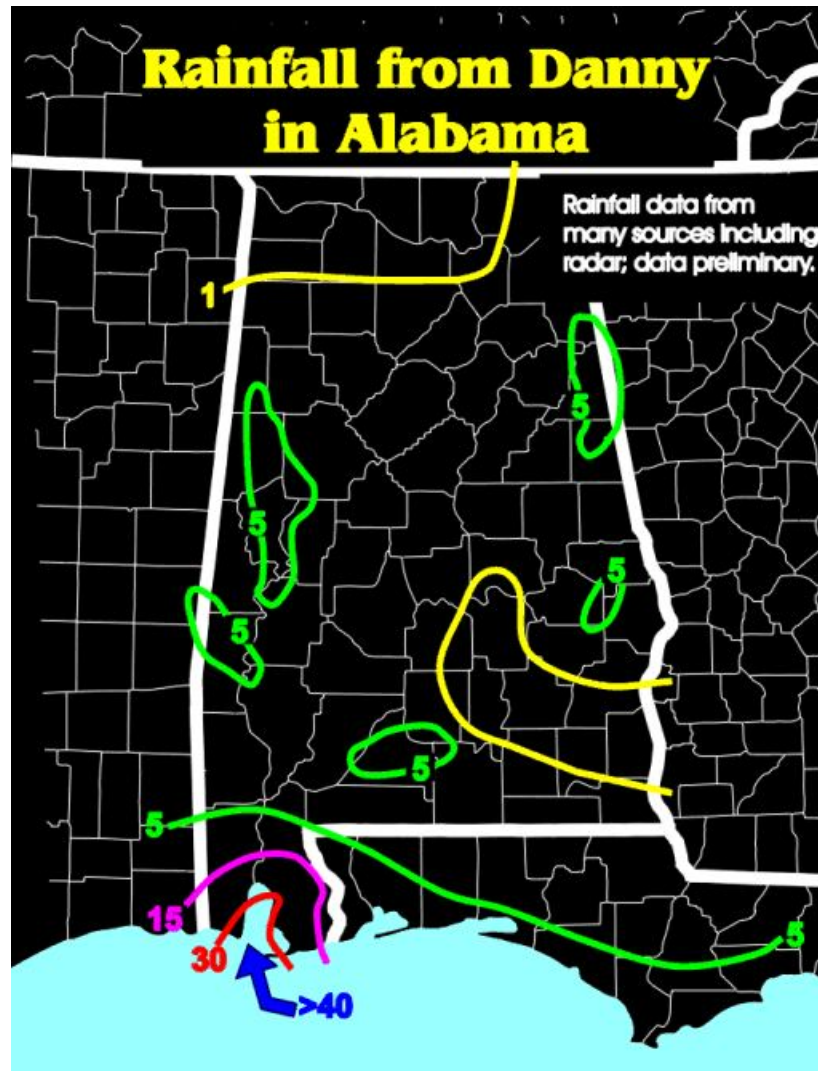 Rainfall from Danny
in Alabama
Rainfall data from
many sources including
radar; data preliminary.
1
5
5
5
5
5
5
5
15
30
>40